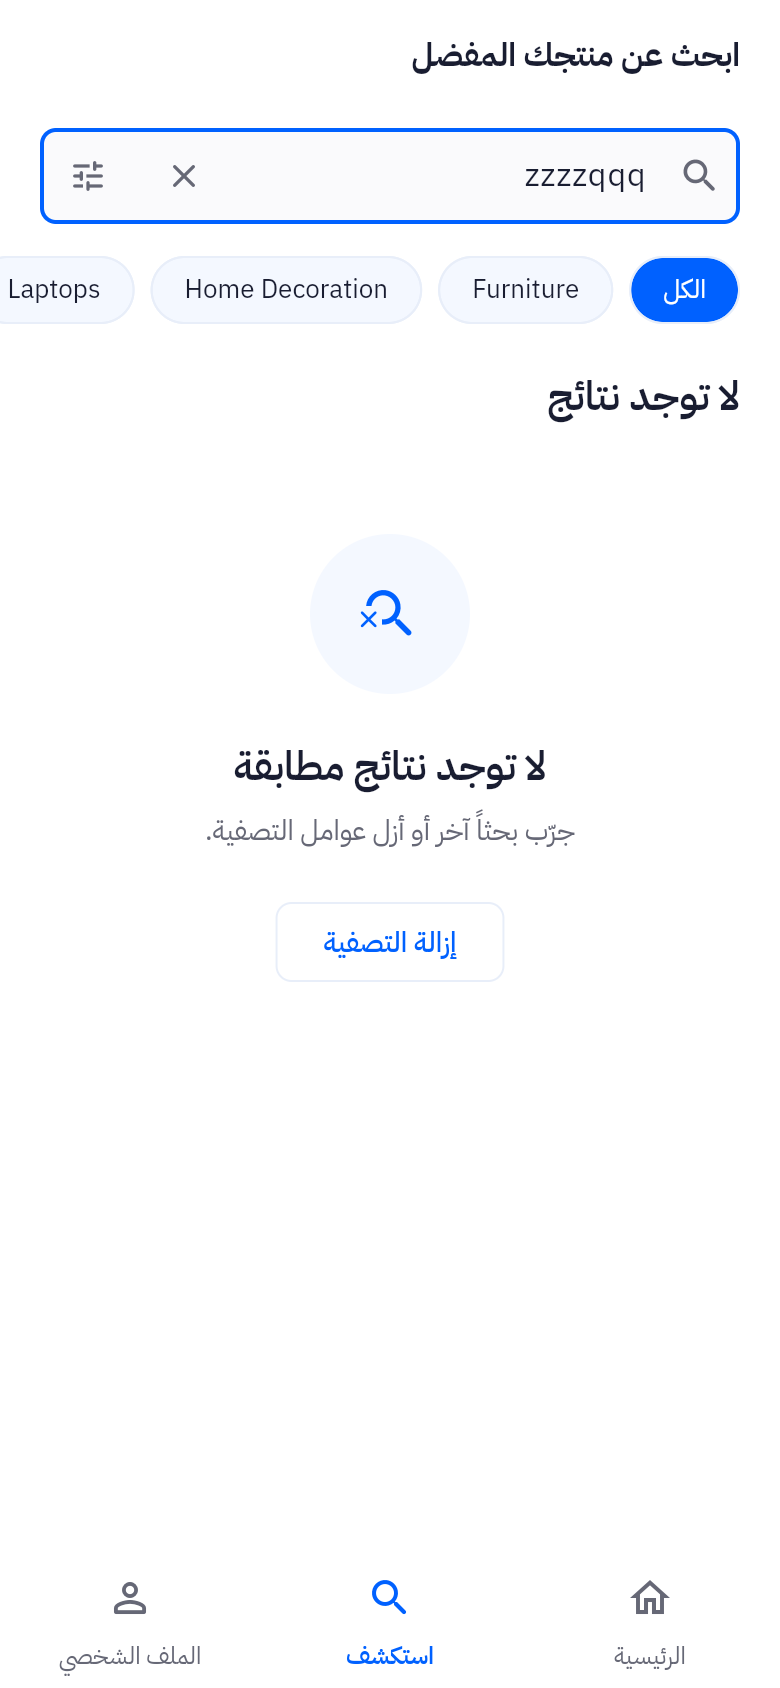 ابحث عن منتجك المفضل
zzzzqqq
الكل
Furniture
Home Decoration
Laptops
لا توجد نتائج
لا توجد نتائج مطابقة
جرّب بحثاً آخر أو أزل عوامل التصفية.
إزالة التصفية
الرئيسية
استكشف
الملف الشخصي